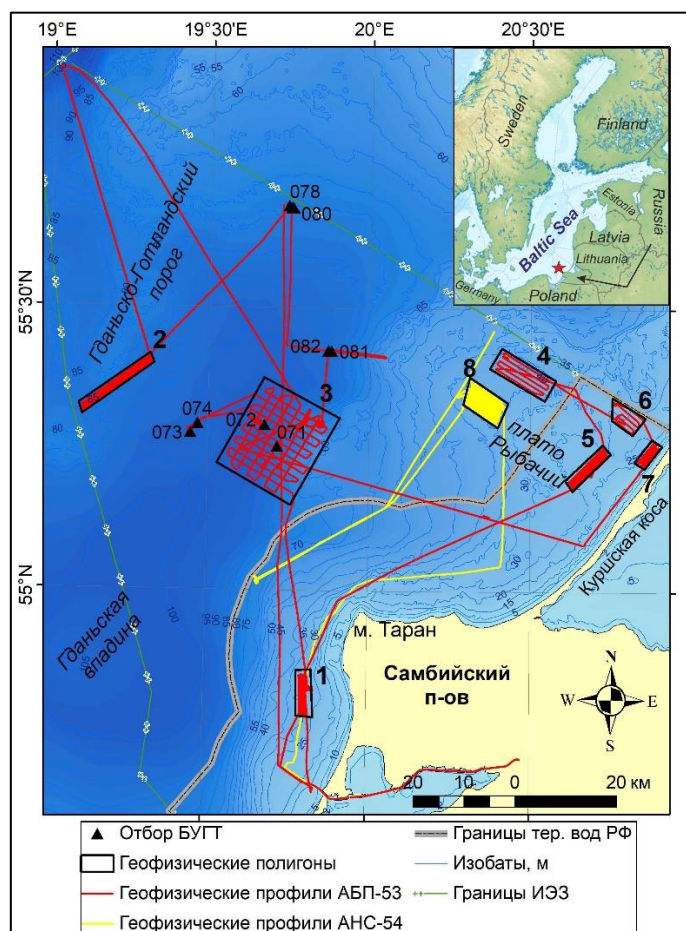 19°
19°30'
20°
20°30'E
55°30'N
55°
Гданьско-Готландский
порог
Гданьская
впадина
078
080
082
081
074
073
072
071
2
3
8
4
6
5
7
1
плато
Рыбачий
Куршская коса
м. Таран
Самбийский
п-ов
N
W
E
S
20
0
20 км
Sweden
Finland
Estonia
Russia
Latvia
Lithuania
Baltic Sea
Germany
Poland
Отбор БУГТ
Геофизические полигоны
Геофизические профили АБП-53
Геофизические профили АНС-54
Границы тер. вод РФ
Изобаты, м
Границы ИЭЗ